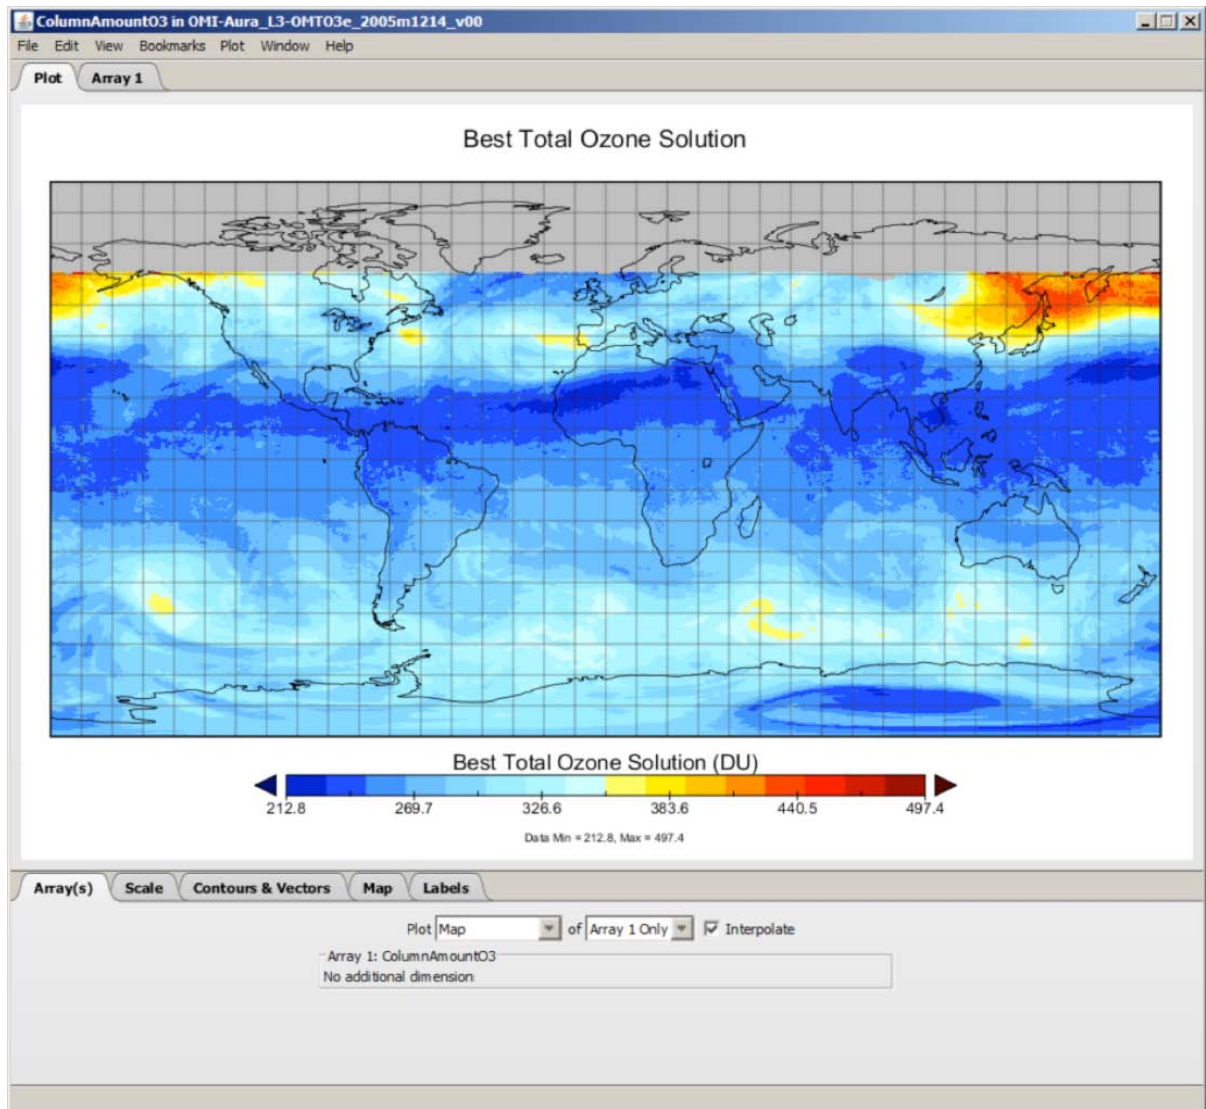 ColumnAmountO3 in OMI-Aura_L3-OMTO3e_2005m1214_v00
File Edit View Bookmarks Plot Window Help
Plot Array 1
Best Total Ozone Solution
Best Total Ozone Solution (DU)
212.8 269.7 326.6 383.6 440.5 497.4
Data Min = 212.8, Max = 497.4
Array(s) Scale Contours & Vectors Map Labels
Plot Map of Array 1 Only Interpolate
Array 1: ColumnAmountO3
No additional dimension